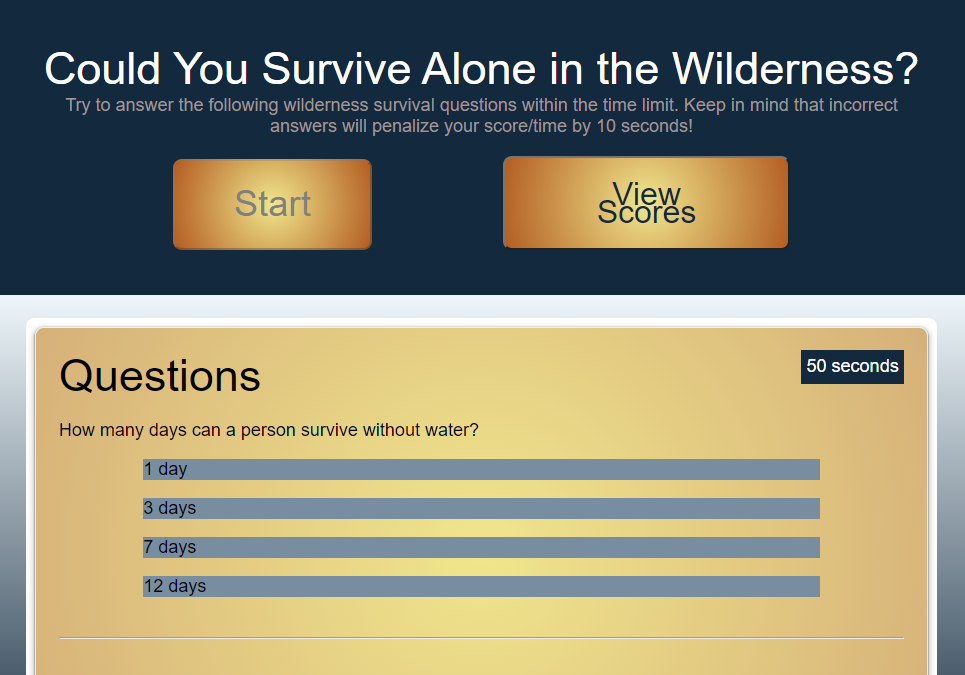 Could You Survive Alone in the Wilderness?
Try to answer the following wilderness survival questions within the time limit. Keep in mind that incorrect
answers will penalize your score/time by 10 seconds!
Start
View
Scores
Questions
50 seconds
How many days can a person survive without water?
1 day
3 days
7 days
12 days